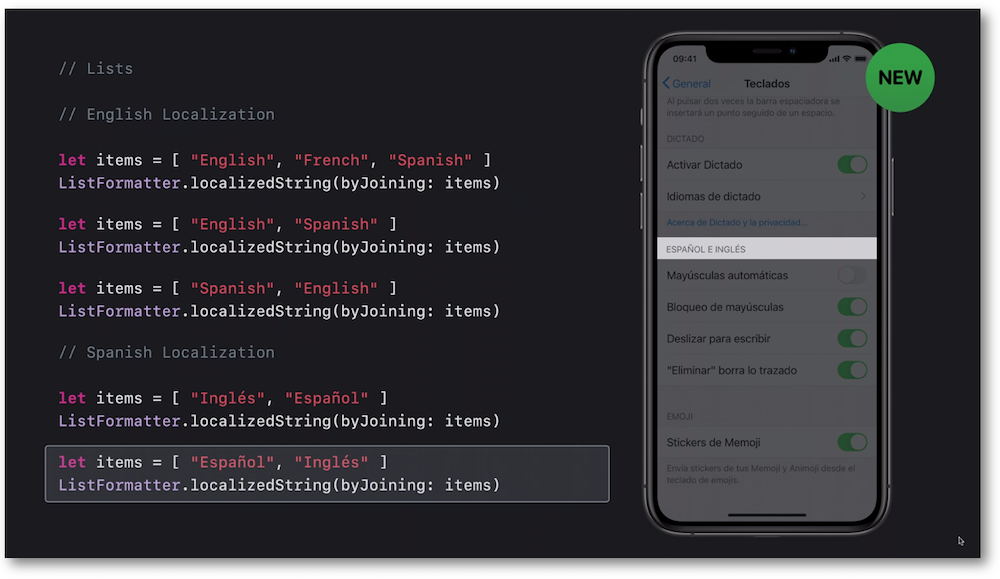 // Lists
// English Localization
let items = [ "English", "French", "Spanish" ]
ListFormatter.localizedString(byJoining: items)
let items = [ "English", "Spanish" ]
ListFormatter.localizedString(byJoining: items)
let items = [ "Spanish", "English" ]
ListFormatter.localizedString(byJoining: items)
// Spanish Localization
let items = [ "Inglés", "Español" ]
ListFormatter.localizedString(byJoining: items)
let items = [ "Español", "Inglés" ]
ListFormatter.localizedString(byJoining: items)
09:41
General
Teclados
Al pulsar dos veces la barra espaciadora se
insertará un punto seguido de un espacio.
DICTADO
Activar Dictado
Idiomas de dictado
Acerca de Dictado y la privacidad...
ESPAÑOL E INGLÉS
Mayúsculas automáticas
Bloqueo de mayúsculas
Deslizar para escribir
"Eliminar" borra lo trazado
EMOJI
Stickers de Memoji
Envía stickers de tus Memoji y Animoji desde el
teclado de emojis.
NEW